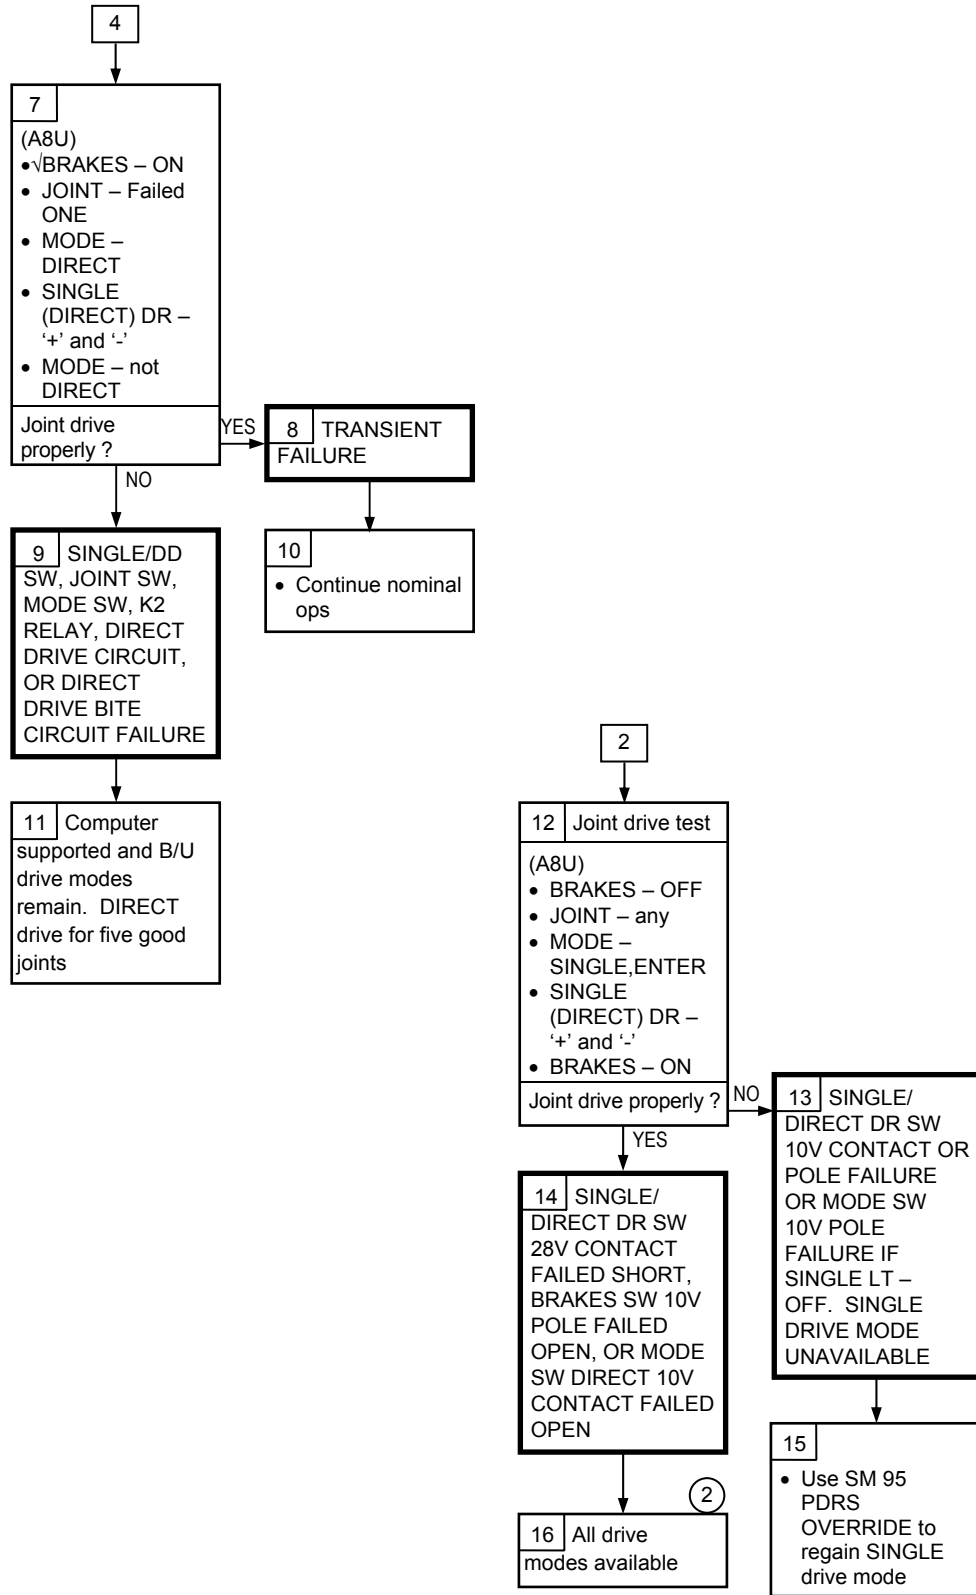 4
7
(A8U)
•√BRAKES – ON
• JOINT – Failed
ONE
• MODE –
DIRECT
• SINGLE
(DIRECT) DR –
‘+’ and ‘-’
• MODE – not
DIRECT
Joint drive
properly ?
YES
NO
8 TRANSIENT
FAILURE
10
• Continue nominal
ops
9 SINGLE/DD
SW, JOINT SW,
MODE SW, K2
RELAY, DIRECT
DRIVE CIRCUIT,
OR DIRECT
DRIVE BITE
CIRCUIT FAILURE
11 Computer
supported and B/U
drive modes
remain. DIRECT
drive for five good
joints
2
12 Joint drive test
(A8U)
• BRAKES – OFF
• JOINT – any
• MODE –
SINGLE,ENTER
• SINGLE
(DIRECT) DR –
‘+’ and ‘-’
• BRAKES – ON
Joint drive properly ?
NO
YES
13 SINGLE/
DIRECT DR SW
10V CONTACT OR
POLE FAILURE
OR MODE SW
10V POLE
FAILURE IF
SINGLE LT –
OFF. SINGLE
DRIVE MODE
UNAVAILABLE
14 SINGLE/
DIRECT DR SW
28V CONTACT
FAILED SHORT,
BRAKES SW 10V
POLE FAILED
OPEN, OR MODE
SW DIRECT 10V
CONTACT FAILED
OPEN
15
• Use SM 95
PDRS
OVERRIDE to
regain SINGLE
drive mode
2
16 All drive
modes available